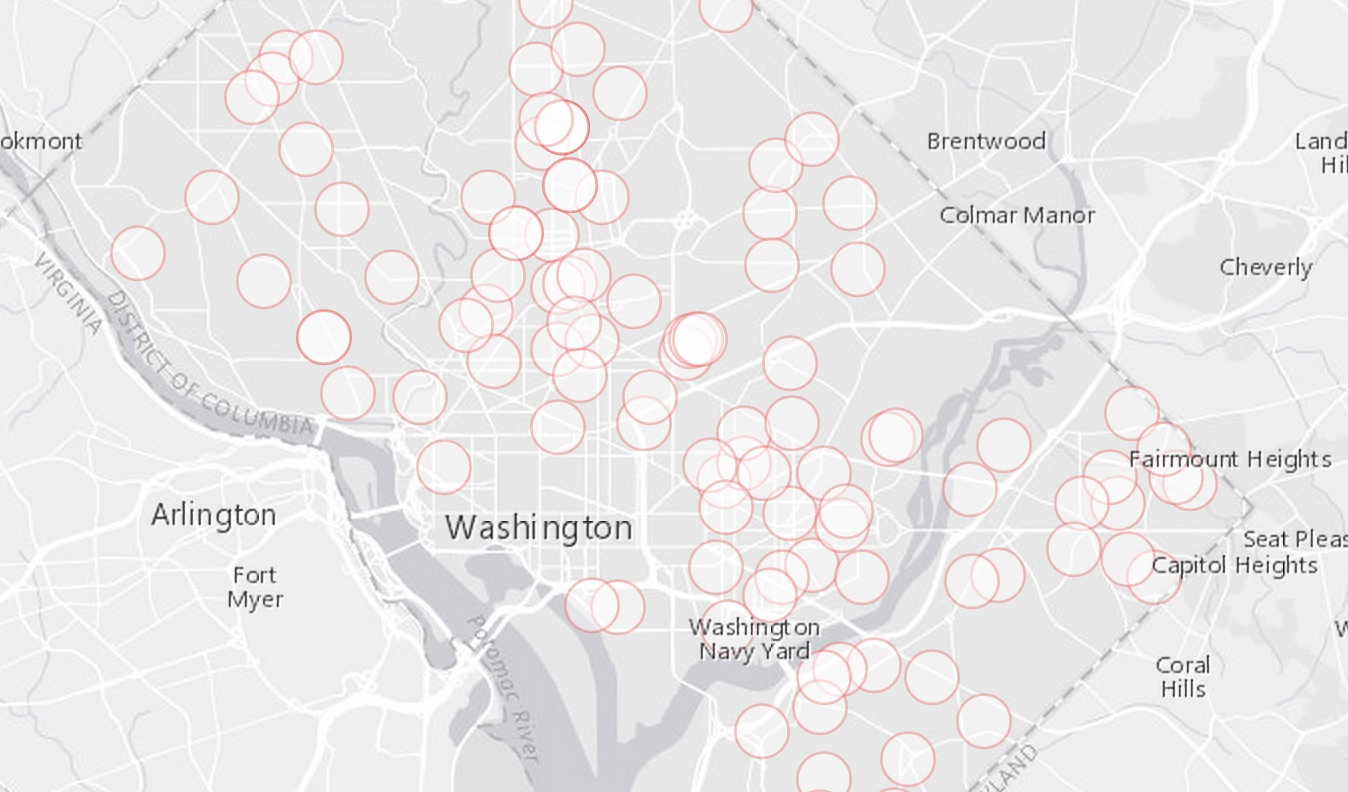 okmont
Brentwood
Land
Hil
Colmar Manor
Cheverly
VIRGINIA
DISTRICT OF COLUMBIA
Fairmount Heights
Arlington
Washington
Seat Pleas
Capitol Heights
Fort
Myer
Potomac River
Washington
Navy Yard
W
Coral
Hills
YLAND